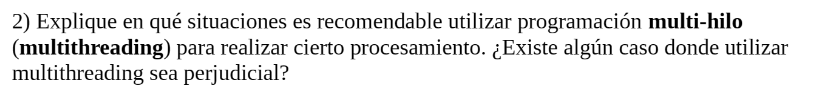 2) Explique en qué situaciones es recomendable utilizar programación multi-hilo
(multithreading) para realizar cierto procesamiento. ¿Existe algún caso donde utilizar
multithreading sea perjudicial?